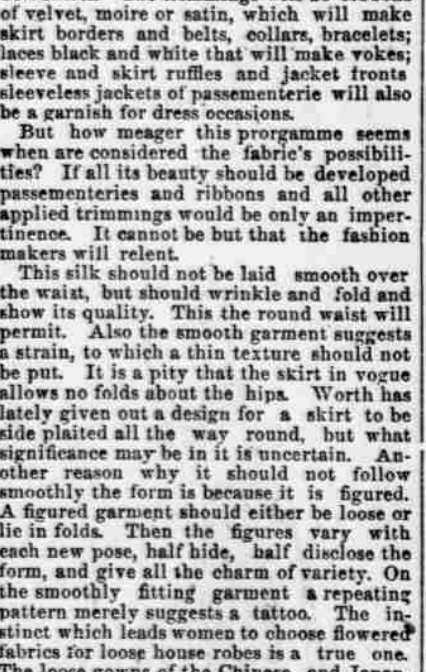 of velvet, moire or satin, which will make
skirt borders and belts, collars, bracelets;
laces black and white that will make yokes;
sleeve and skirt ruffles and jacket fronts
sleeveless jackets of passementerie will also
be a garnish for dress occasions.
But how meager this prorgamme seems
when are considered the fabric's possibili-
ties? If all its beauty should be developed
passementeries and ribbons and all other
applied trimmings would be only an imper-
tinence. It cannot be but that the fashion
makers will relent.
This silk should not be laid smooth over
the waist, but should wrinkle and fold and
show its quality. This the round waist will
permit. Also the smooth garment suggests
a strain, to which a thin texture should not
be put. It is a pity that the skirt in vogue
allows no folds about the hips. Worth has
lately given out a design for a skirt to be
side plaited all the way round, but what
significance may be in it is uncertain. An-
other reason why it should not follow
smoothly the form is because it is figured.
A figured garment should either be loose or
lie in folds. Then the figures vary with
each new pose, half hide, half disclose the
form, and give all the charm of variety. On
the smoothly fitting garment a repeating
pattern merely suggests a tattoo. The in-
stinct which leads women to choose flowered
fabrics for loose house robes is a true one.
The loose gowns of the Chinese and